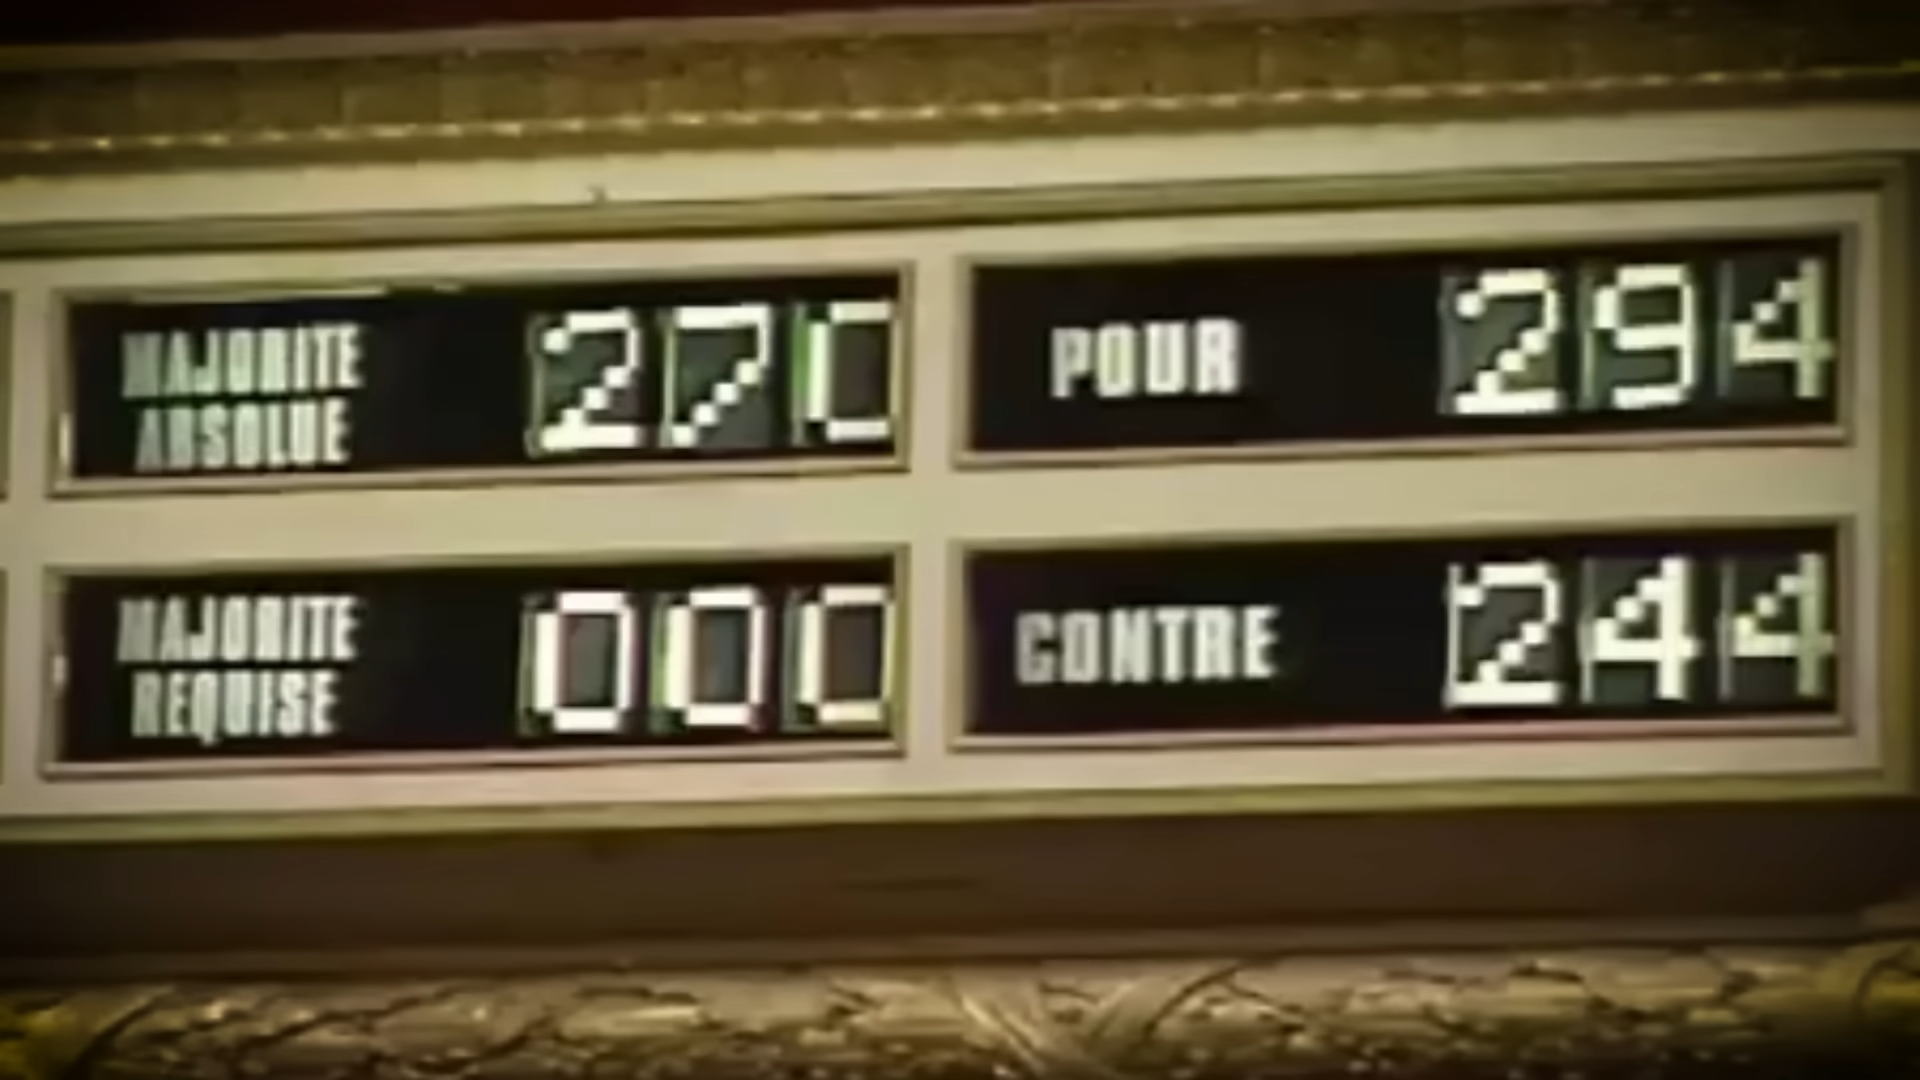 MAJORITE
ABSOLUE
270
POUR
294
MAJORITE
REQUISE
000
CONTRE
244